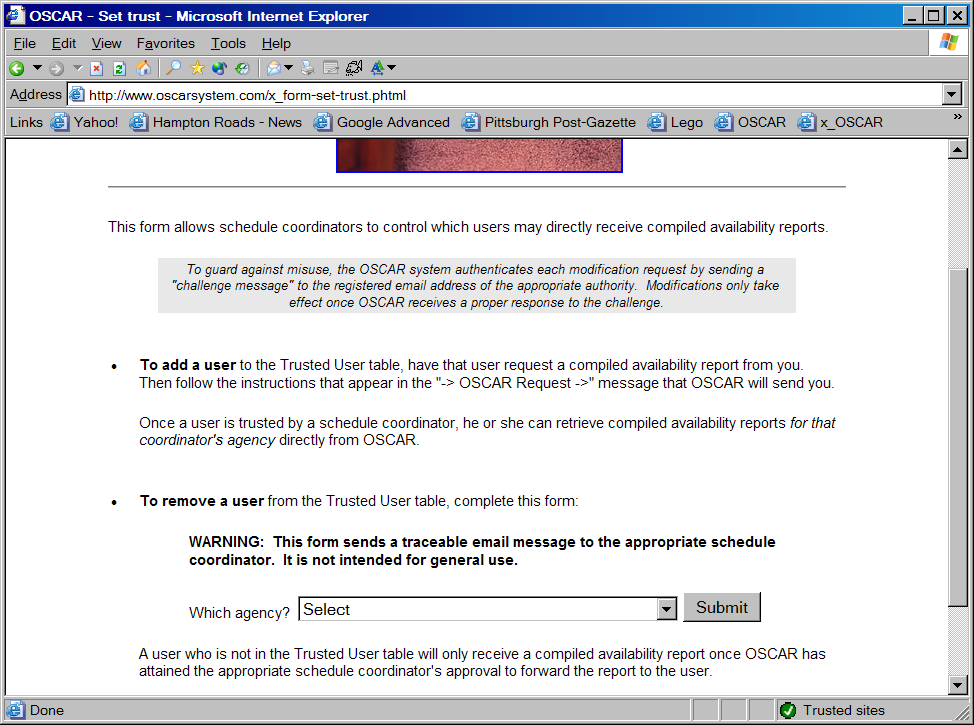 OSCAR - Set trust - Microsoft Internet Explorer
File Edit View Favorites Tools Help
Address http://www.oscarsystem.com/x_form-set-trust.phtml
Links Yahoo! Hampton Roads - News Google Advanced Pittsburgh Post-Gazette Lego OSCAR x_OSCAR »
This form allows schedule coordinators to control which users may directly receive compiled availability reports.
To guard against misuse, the OSCAR system authenticates each modification request by sending a
"challenge message" to the registered email address of the appropriate authority. Modifications only take
effect once OSCAR receives a proper response to the challenge.
• To add a user to the Trusted User table, have that user request a compiled availability report from you.
Then follow the instructions that appear in the "-> OSCAR Request ->" message that OSCAR will send you.
Once a user is trusted by a schedule coordinator, he or she can retrieve compiled availability reports for that
coordinator's agency directly from OSCAR.
• To remove a user from the Trusted User table, complete this form:
WARNING: This form sends a traceable email message to the appropriate schedule
coordinator. It is not intended for general use.
Which agency? Select Submit
A user who is not in the Trusted User table will only receive a compiled availability report once OSCAR has
attained the appropriate schedule coordinator's approval to forward the report to the user.
Done Trusted sites